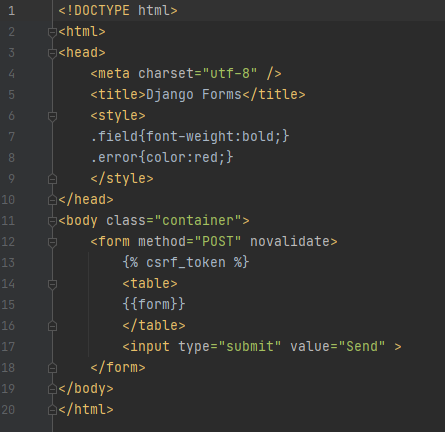 1 <!DOCTYPE html>
2 <html>
3 <head>
4     <meta charset="utf-8" />
5     <title>Django Forms</title>
6     <style>
7     .field{font-weight:bold;}
8     .error{color:red;}
9     </style>
10 </head>
11 <body class="container">
12     <form method="POST" novalidate>
13         {% csrf_token %}
14         <table>
15         {{form}}
16         </table>
17         <input type="submit" value="Send" >
18     </form>
19 </body>
20 </html>